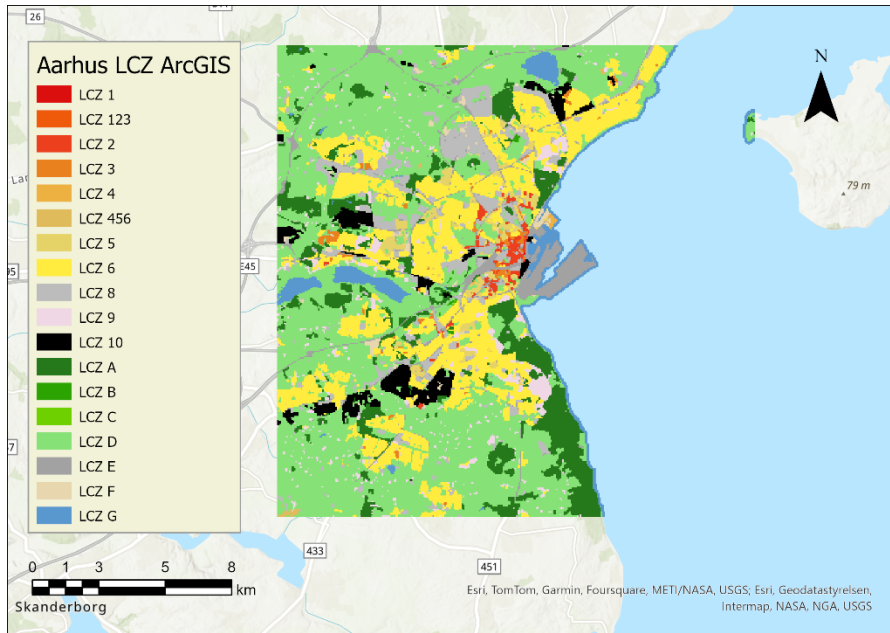 26
Aarhus LCZ ArcGIS
LCZ 1
LCZ 123
LCZ 2
LCZ 3
LCZ 4
LCZ 456
LCZ 5
LCZ 6
LCZ 8
LCZ 9
LCZ 10
LCZ A
LCZ B
LCZ C
LCZ D
LCZ E
LCZ F
LCZ G
N
79 m
E45
433
451
0 1 3 5 8
km
Skanderborg
Esri, TomTom, Garmin, Foursquare, METI/NASA, USGS; Esri, Geodatastyrelsen,
Intermap, NASA, NGA, USGS